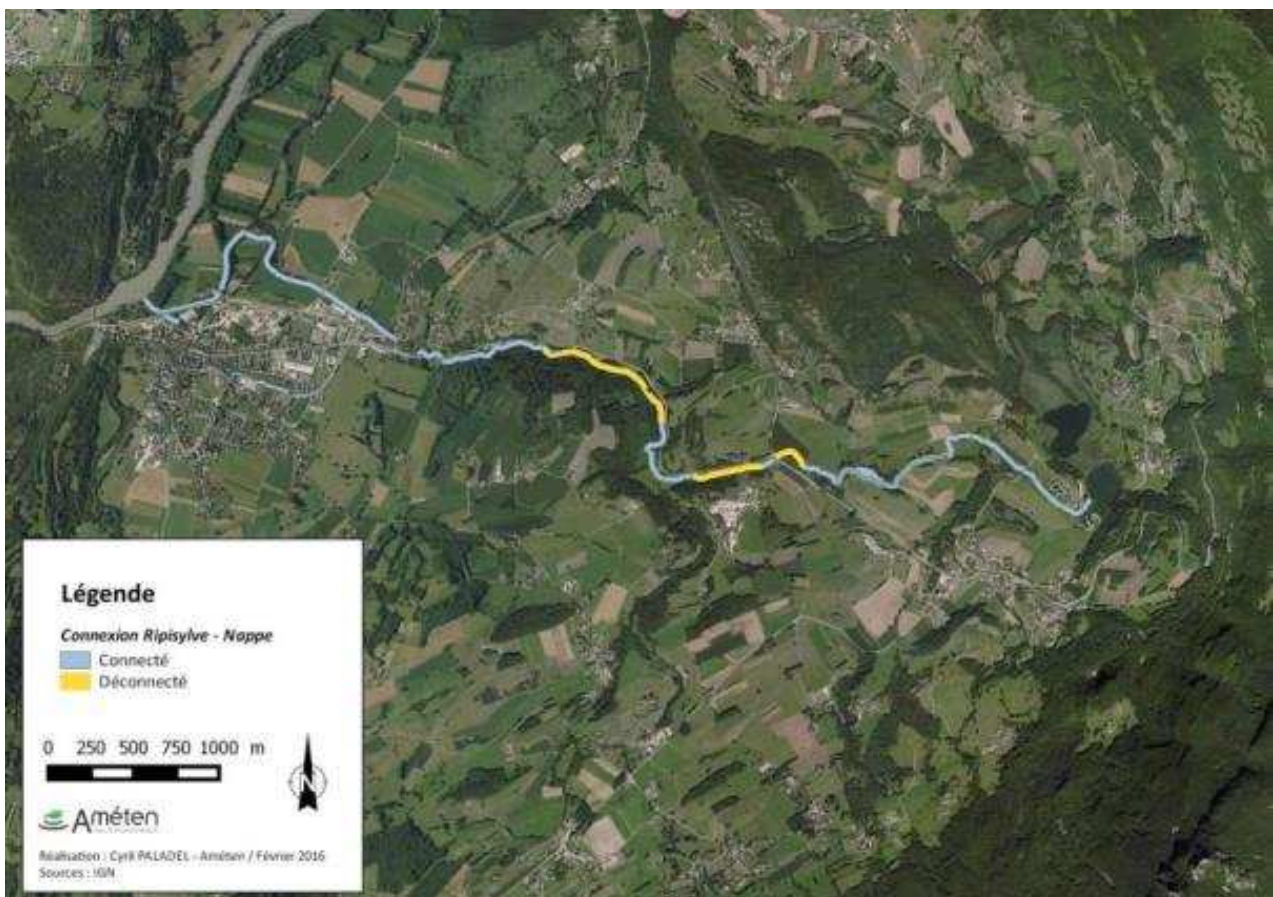 Légende
Connexion Ripisylve - Nappe
Connecté
Déconnecté
0 250 500 750 1000 m
N
Améten
Réalisation : Cyril PALADEL - Améten / Février 2016
Sources : IGN